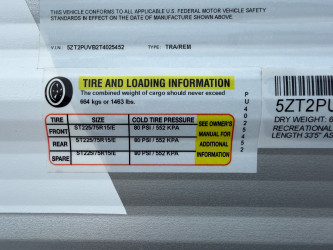 THIS VEHICLE CONFORMS TO ALL APPLICABLE U.S. FEDERAL MOTOR VEHICLE SAFETY
STANDARDS IN EFFECT ON THE DATE OF MANUFACTURE SHOWN ABOVE.
V.I.N: 5ZT2PUVB2T4025452 TYPE: TRA/REM
TIRE AND LOADING INFORMATION
The combined weight of cargo should never exceed
664 kgs or 1463 lbs.
TIRE SIZE COLD TIRE PRESSURE SEE OWNER'S MANUAL FOR ADDITIONAL INFORMATION
FRONT ST225/75R15/E 80 PSI / 552 KPA
REAR ST225/75R15/E 80 PSI / 552 KPA
SPARE ST225/75R15/E 80 PSI / 552 KPA
PU4025452
5ZT2PU
DRY WEIGHT: 6
RECREATIONAL
LENGTH 33'5"